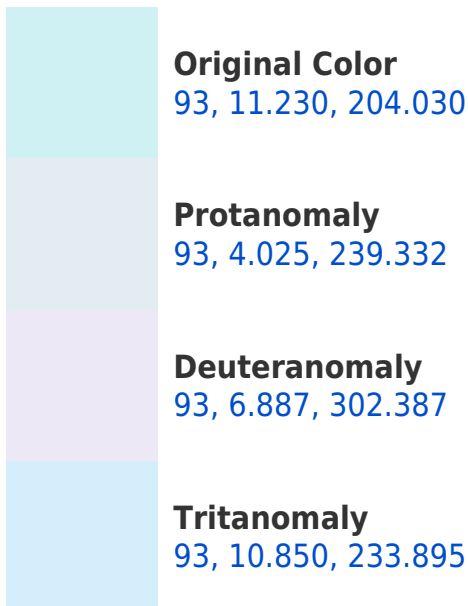 Original Color
93, 11.230, 204.030
Protanomaly
93, 4.025, 239.332
Deuteranomaly
93, 6.887, 302.387
Tritanomaly
93, 10.850, 233.895